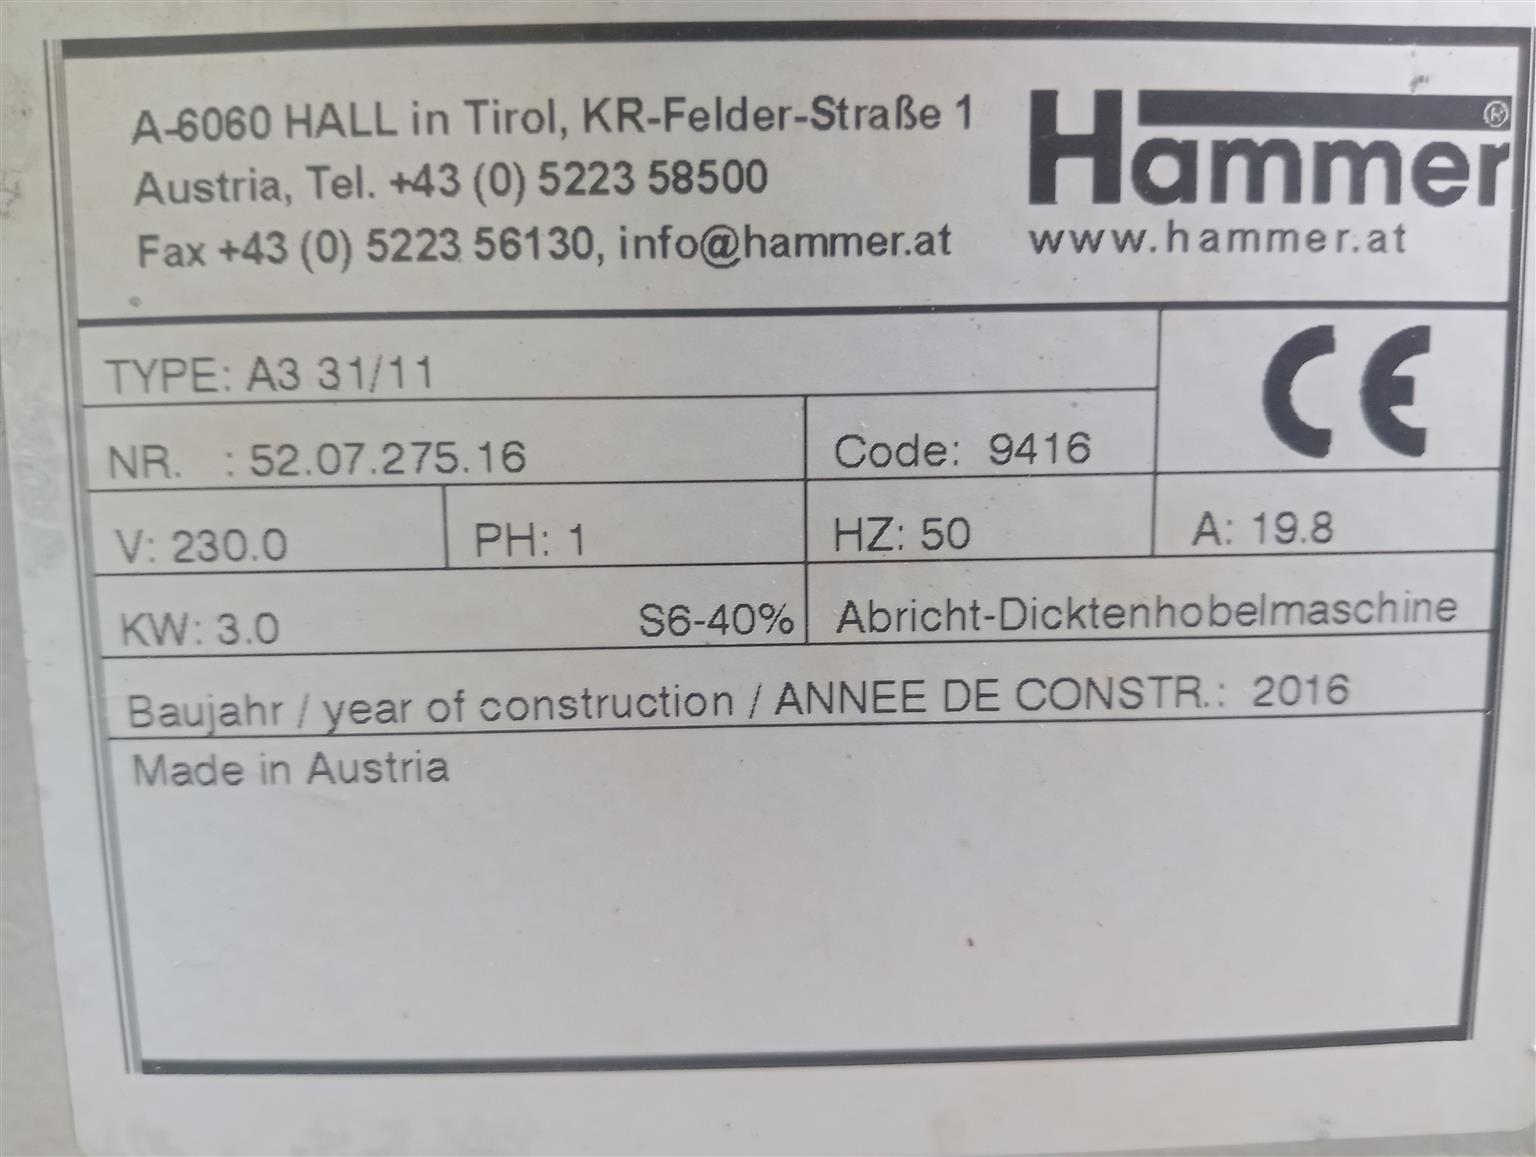 A-6060 HALL in Tirol, KR-Felder-Straße 1
Austria, Tel. +43 (0) 5223 58500
Fax +43 (0) 5223 56130, info@hammer.at
Hammer®
www.hammer.at
TYPE: A3 31/11
CE
NR. : 52.07.275.16
Code: 9416
V: 230.0
PH: 1
HZ: 50
A: 19.8
KW: 3.0
S6-40%
Abricht-Dicktenhobelmaschine
Baujahr / year of construction / ANNEE DE CONSTR.: 2016
Made in Austria